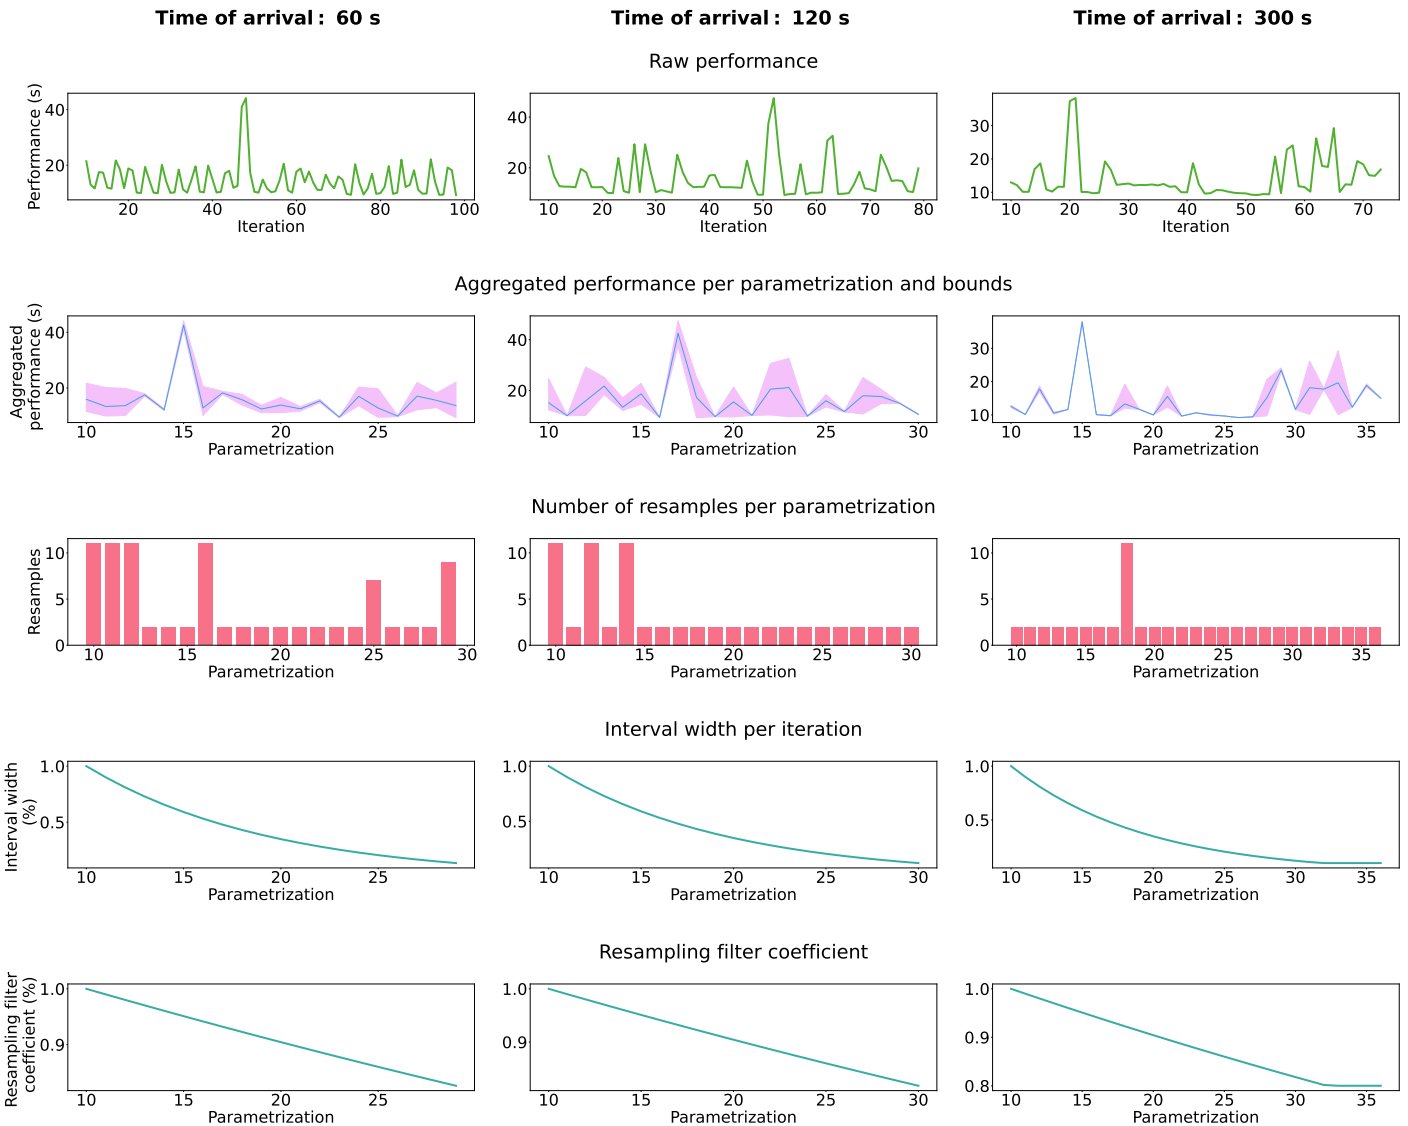 Time of arrival: 60 s
Time of arrival: 120 s
Time of arrival: 300 s
Raw performance
Performance (s)
40
20
20 40 60 80 100
Iteration
40
20
10 20 30 40 50 60 70 80
Iteration
30
20
10
10 20 30 40 50 60 70
Iteration
Aggregated performance per parametrization and bounds
Aggregated
performance (s)
40
20
10 15 20 25
Parametrization
40
20
10 15 20 25 30
Parametrization
30
20
10
10 15 20 25 30 35
Parametrization
Number of resamples per parametrization
Resamples
10
5
0
10 15 20 25 30
Parametrization
10
5
0
10 15 20 25 30
Parametrization
10
5
0
10 15 20 25 30 35
Parametrization
Interval width per iteration
Interval width
(%)
1.0
0.5
10 15 20 25
Parametrization
1.0
0.5
10 15 20 25 30
Parametrization
1.0
0.5
10 15 20 25 30 35
Parametrization
Resampling filter coefficient
Resampling filter
coefficient (%)
1.0
0.9
10 15 20 25
Parametrization
1.0
0.9
10 15 20 25 30
Parametrization
1.0
0.9
0.8
10 15 20 25 30 35
Parametrization